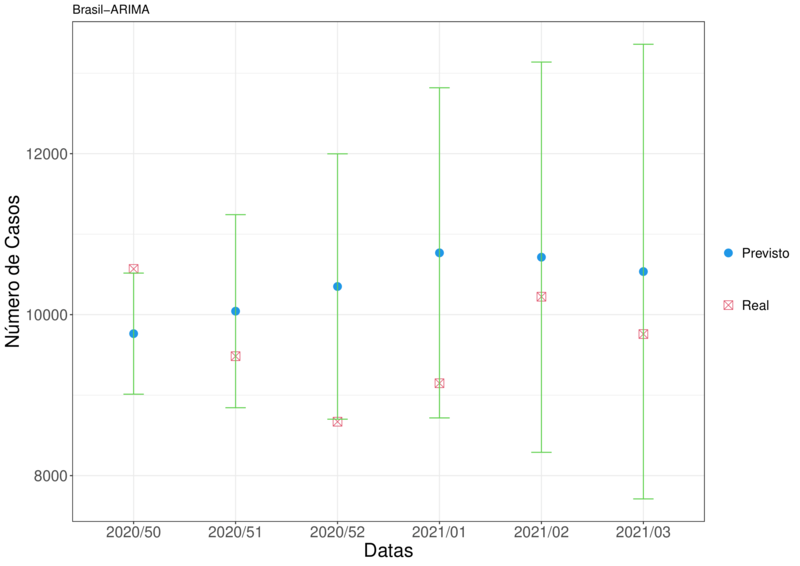 Brasil−ARIMA
Número de Casos
12000
10000
8000
2020/50 2020/51 2020/52 2021/01 2021/02 2021/03
Datas
Previsto
Real